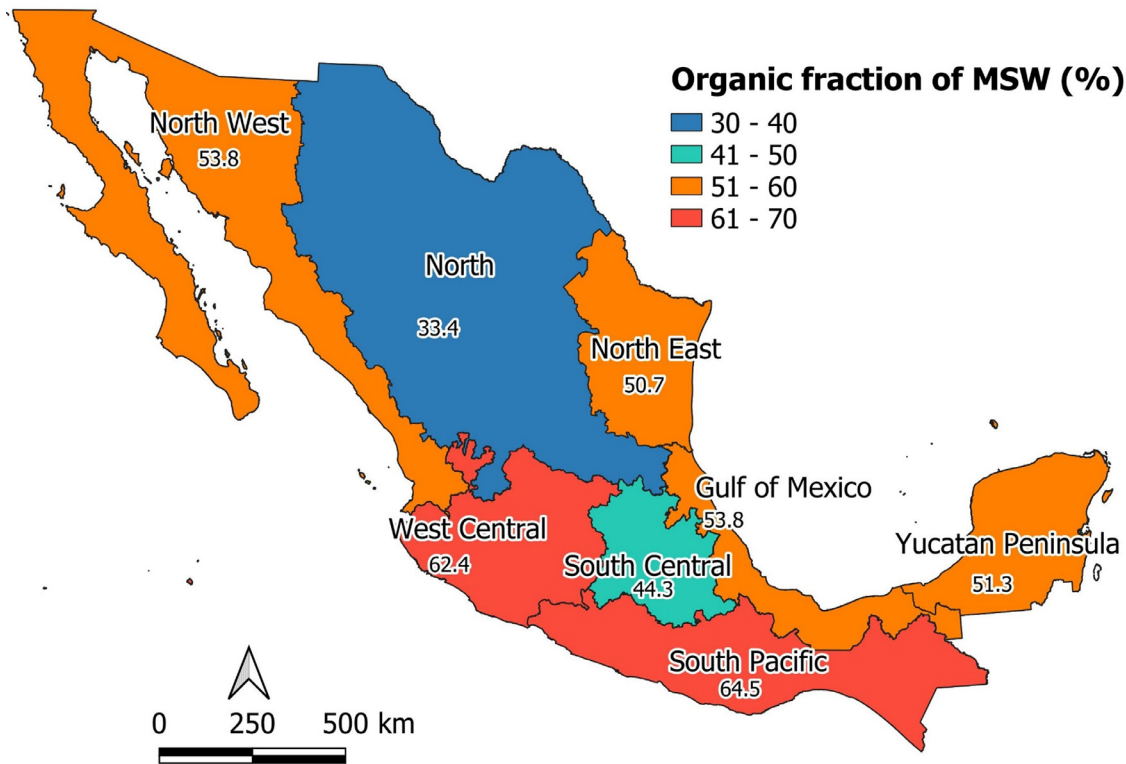 Organic fraction of MSW (%)
30 - 40
41 - 50
51 - 60
61 - 70
North West
53.8
North
33.4
North East
50.7
Gulf of Mexico
53.8
West Central
62.4
South Central
44.3
Yucatan Peninsula
51.3
South Pacific
64.5
0 250 500 km